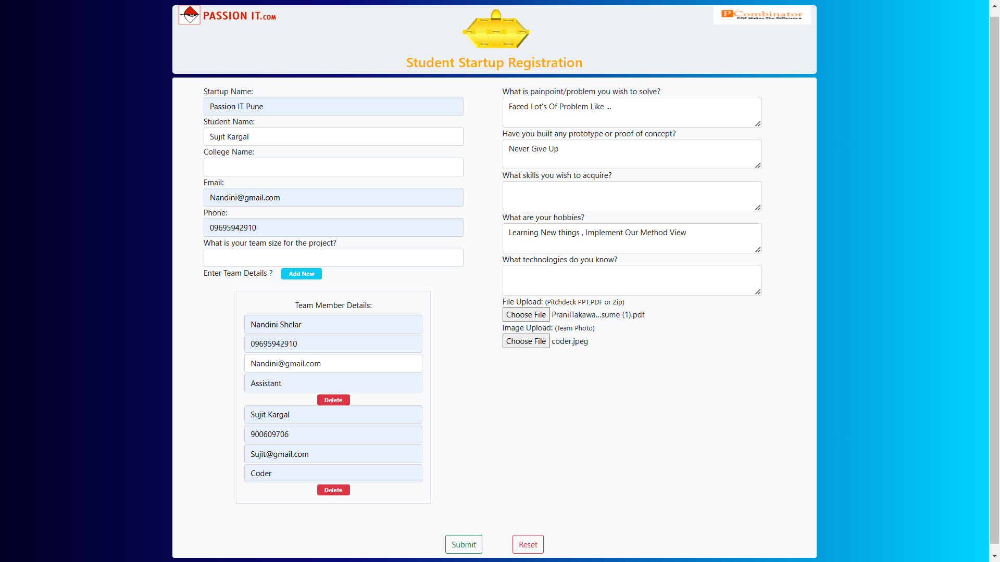 PASSION IT.COM
PCombinator
POP Makes The Difference
Student Startup Registration
Startup Name:
Passion IT Pune
Student Name:
Sujit Kargal
College Name:
Email:
Nandini@gmail.com
Phone:
09695942910
What is your team size for the project?
Enter Team Details ? Add New
Team Member Details:
Nandini Shelar
09695942910
Nandini@gmail.com
Assistant
Delete
Sujit Kargal
900609706
Sujit@gmail.com
Coder
Delete
What is painpoint/problem you wish to solve?
Faced Lot's Of Problem Like ...
Have you built any prototype or proof of concept?
Never Give Up
What skills you wish to acquire?
What are your hobbies?
Learning New things , Implement Our Method View
What technologies do you know?
File Upload: (Pitchdeck PPT,PDF or Zip)
Choose File PranilTakawa...sume (1).pdf
Image Upload: (Team Photo)
Choose File coder.jpeg
Submit Reset